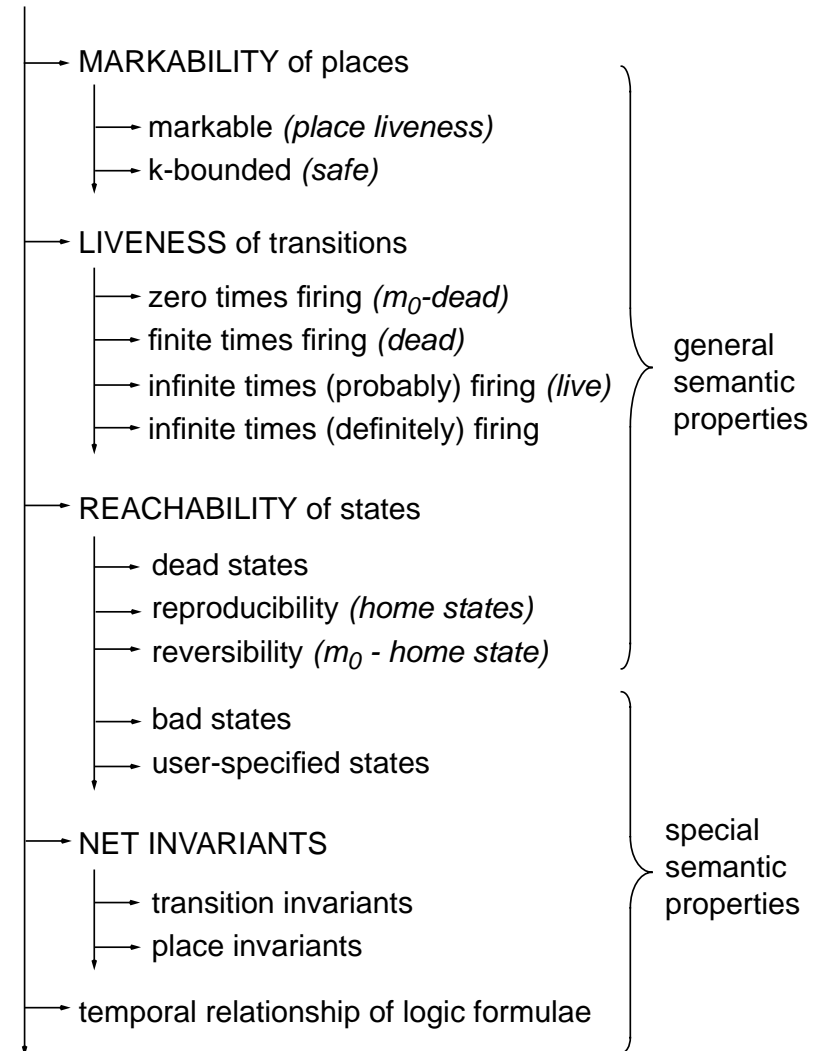 MARKABILITY of places
markable (place liveness)
k-bounded (safe)
LIVENESS of transitions
zero times firing (m0-dead)
finite times firing (dead)
infinite times (probably) firing (live)
infinite times (definitely) firing
REACHABILITY of states
dead states
reproducibility (home states)
reversibility (m0 - home state)
general
semantic
properties
bad states
user-specified states
NET INVARIANTS
transition invariants
place invariants
temporal relationship of logic formulae
special
semantic
properties